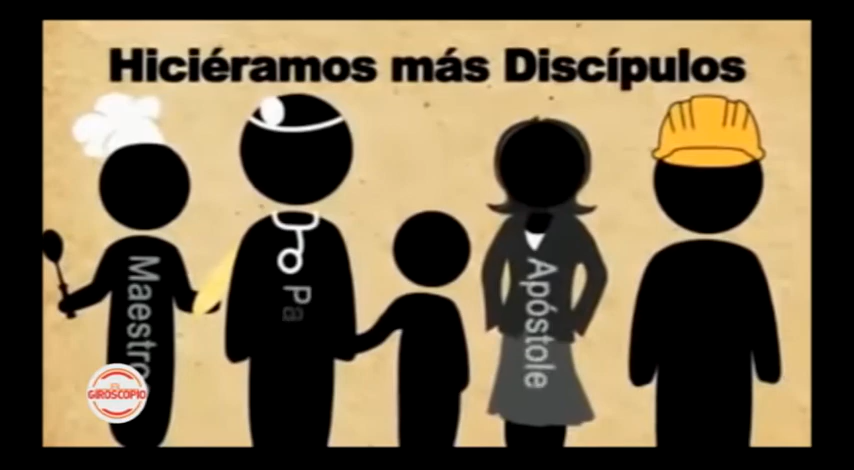 Hiciéramos más Discípulos
Maestro
Pa
Apóstole
GIROSCOPIO